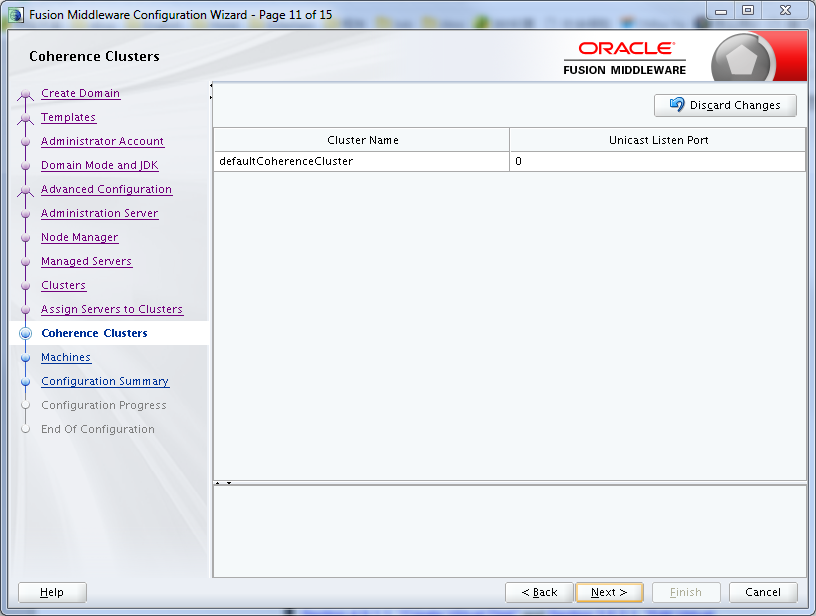 Fusion Middleware Configuration Wizard - Page 11 of 15
Coherence Clusters
ORACLE
FUSION MIDDLEWARE
Create Domain
Templates
Administrator Account
Domain Mode and JDK
Advanced Configuration
Administration Server
Node Manager
Managed Servers
Clusters
Assign Servers to Clusters
Coherence Clusters
Machines
Configuration Summary
Configuration Progress
End Of Configuration
Discard Changes
Cluster Name Unicast Listen Port
defaultCoherenceCluster 0
Help < Back Next > Finish Cancel